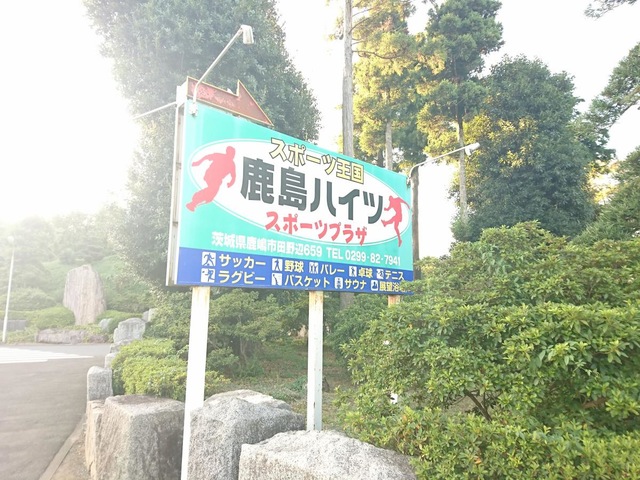 スポーツ王国
鹿島ハイツ
スポーツプラザ
茨城県鹿嶋市田野辺659 TEL 0299-82-7941
サッカー 野球 バレー 卓球 テニス
ラグビー バスケット サウナ 展望浴